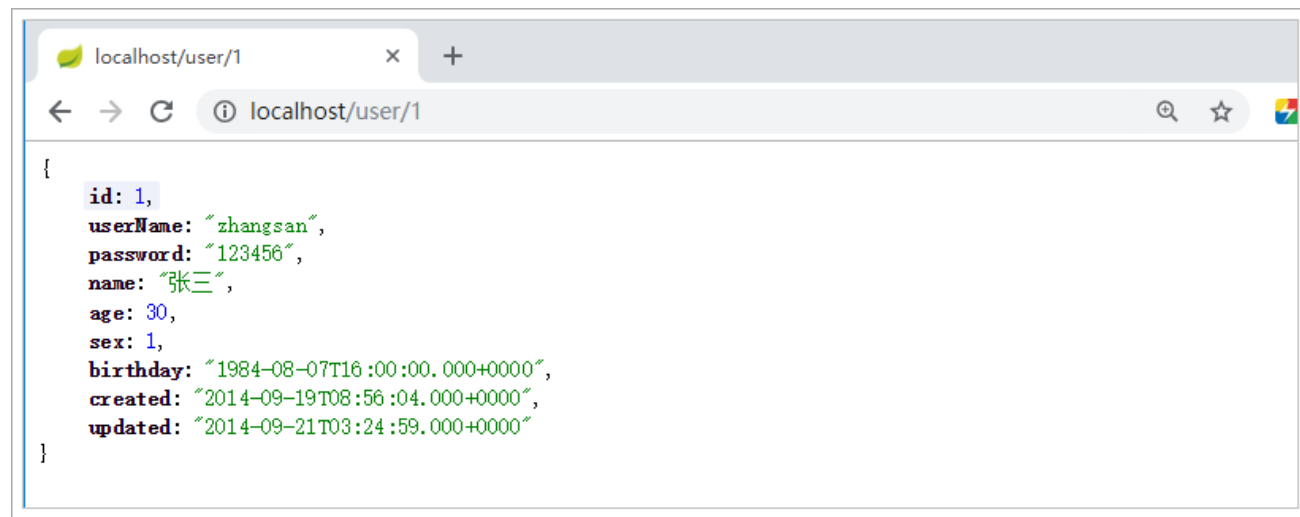 localhost/user/1
localhost/user/1
{
id: 1,
userName: "zhangsan",
password: "123456",
name: "张三",
age: 30,
sex: 1,
birthday: "1984-08-07T16:00:00.000+0000",
created: "2014-09-19T08:56:04.000+0000",
updated: "2014-09-21T03:24:59.000+0000"
}